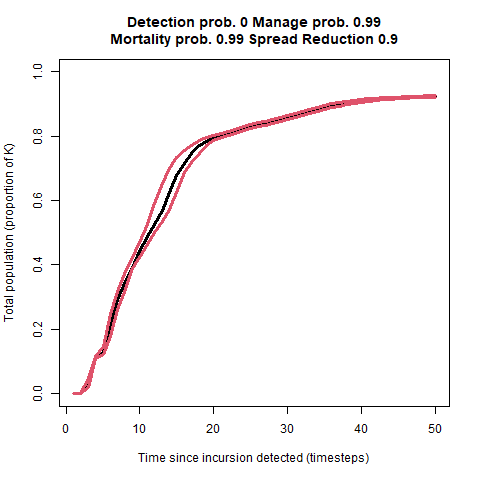 Detection prob. 0 Manage prob. 0.99
Mortality prob. 0.99 Spread Reduction 0.9
Total population (proportion of K)
1.0
0.8
0.6
0.4
0.2
0.0
0 10 20 30 40 50
Time since incursion detected (timesteps)